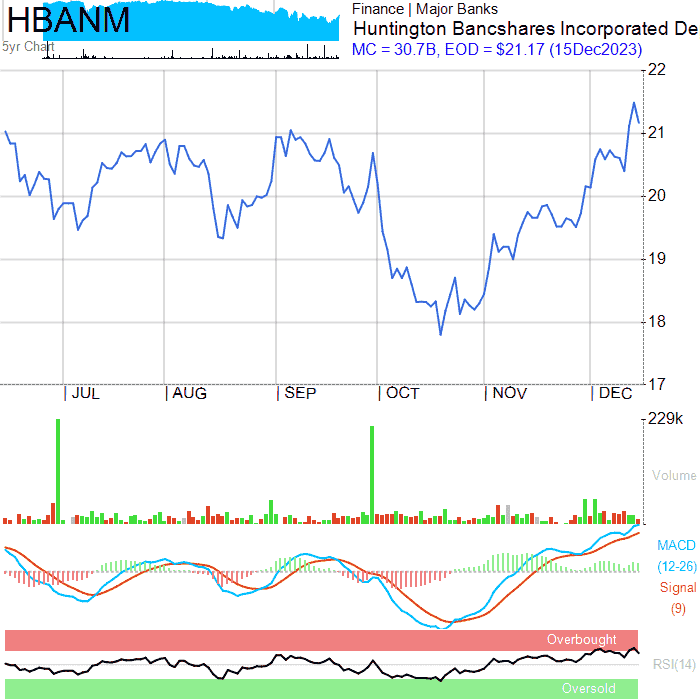 HBANM
5yr Chart
Finance | Major Banks
Huntington Bancshares Incorporated De
MC = 30.7B, EOD = $21.17 (15Dec2023)
22
21
20
19
18
17
JUL
AUG
SEP
OCT
NOV
DEC
229k
Volume
MACD
(12-26)
Signal
(9)
Overbought
RSI(14)
Oversold